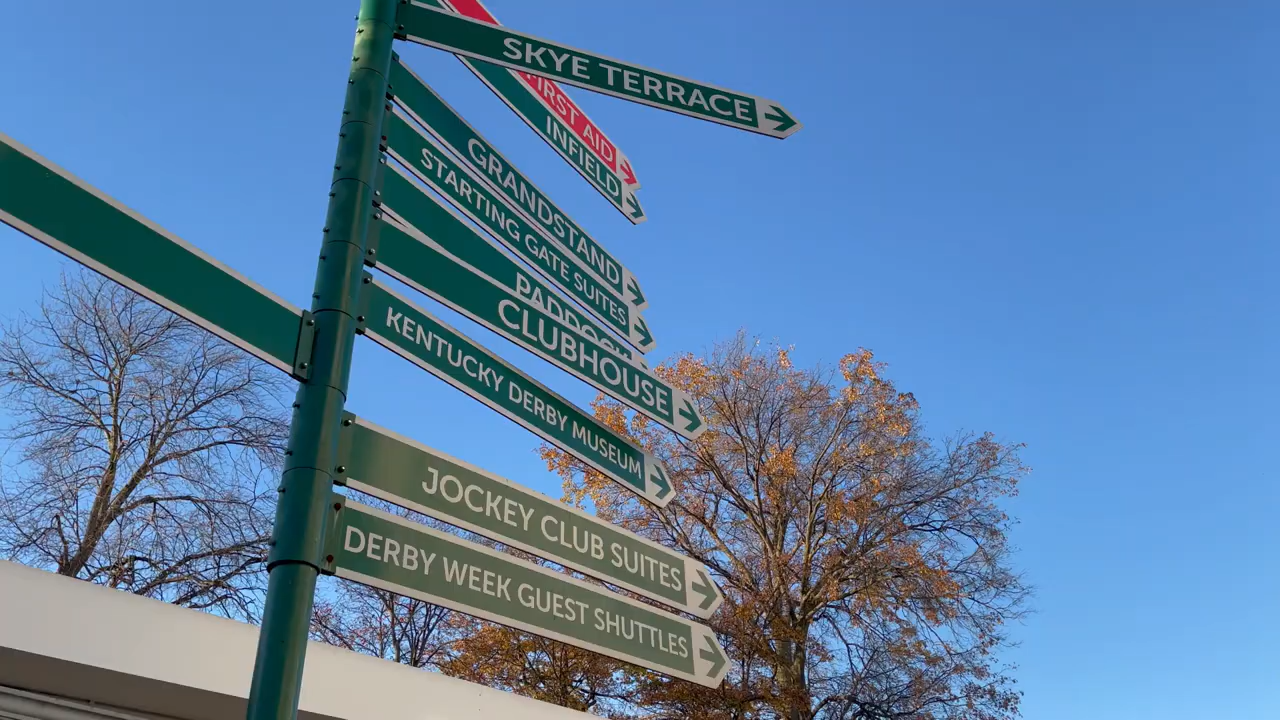 SKYE TERRACE
FIRST AID
INFIELD
GRANDSTAND
STARTING GATE SUITES
PADDOCK
CLUBHOUSE
KENTUCKY DERBY MUSEUM
JOCKEY CLUB SUITES
DERBY WEEK GUEST SHUTTLES